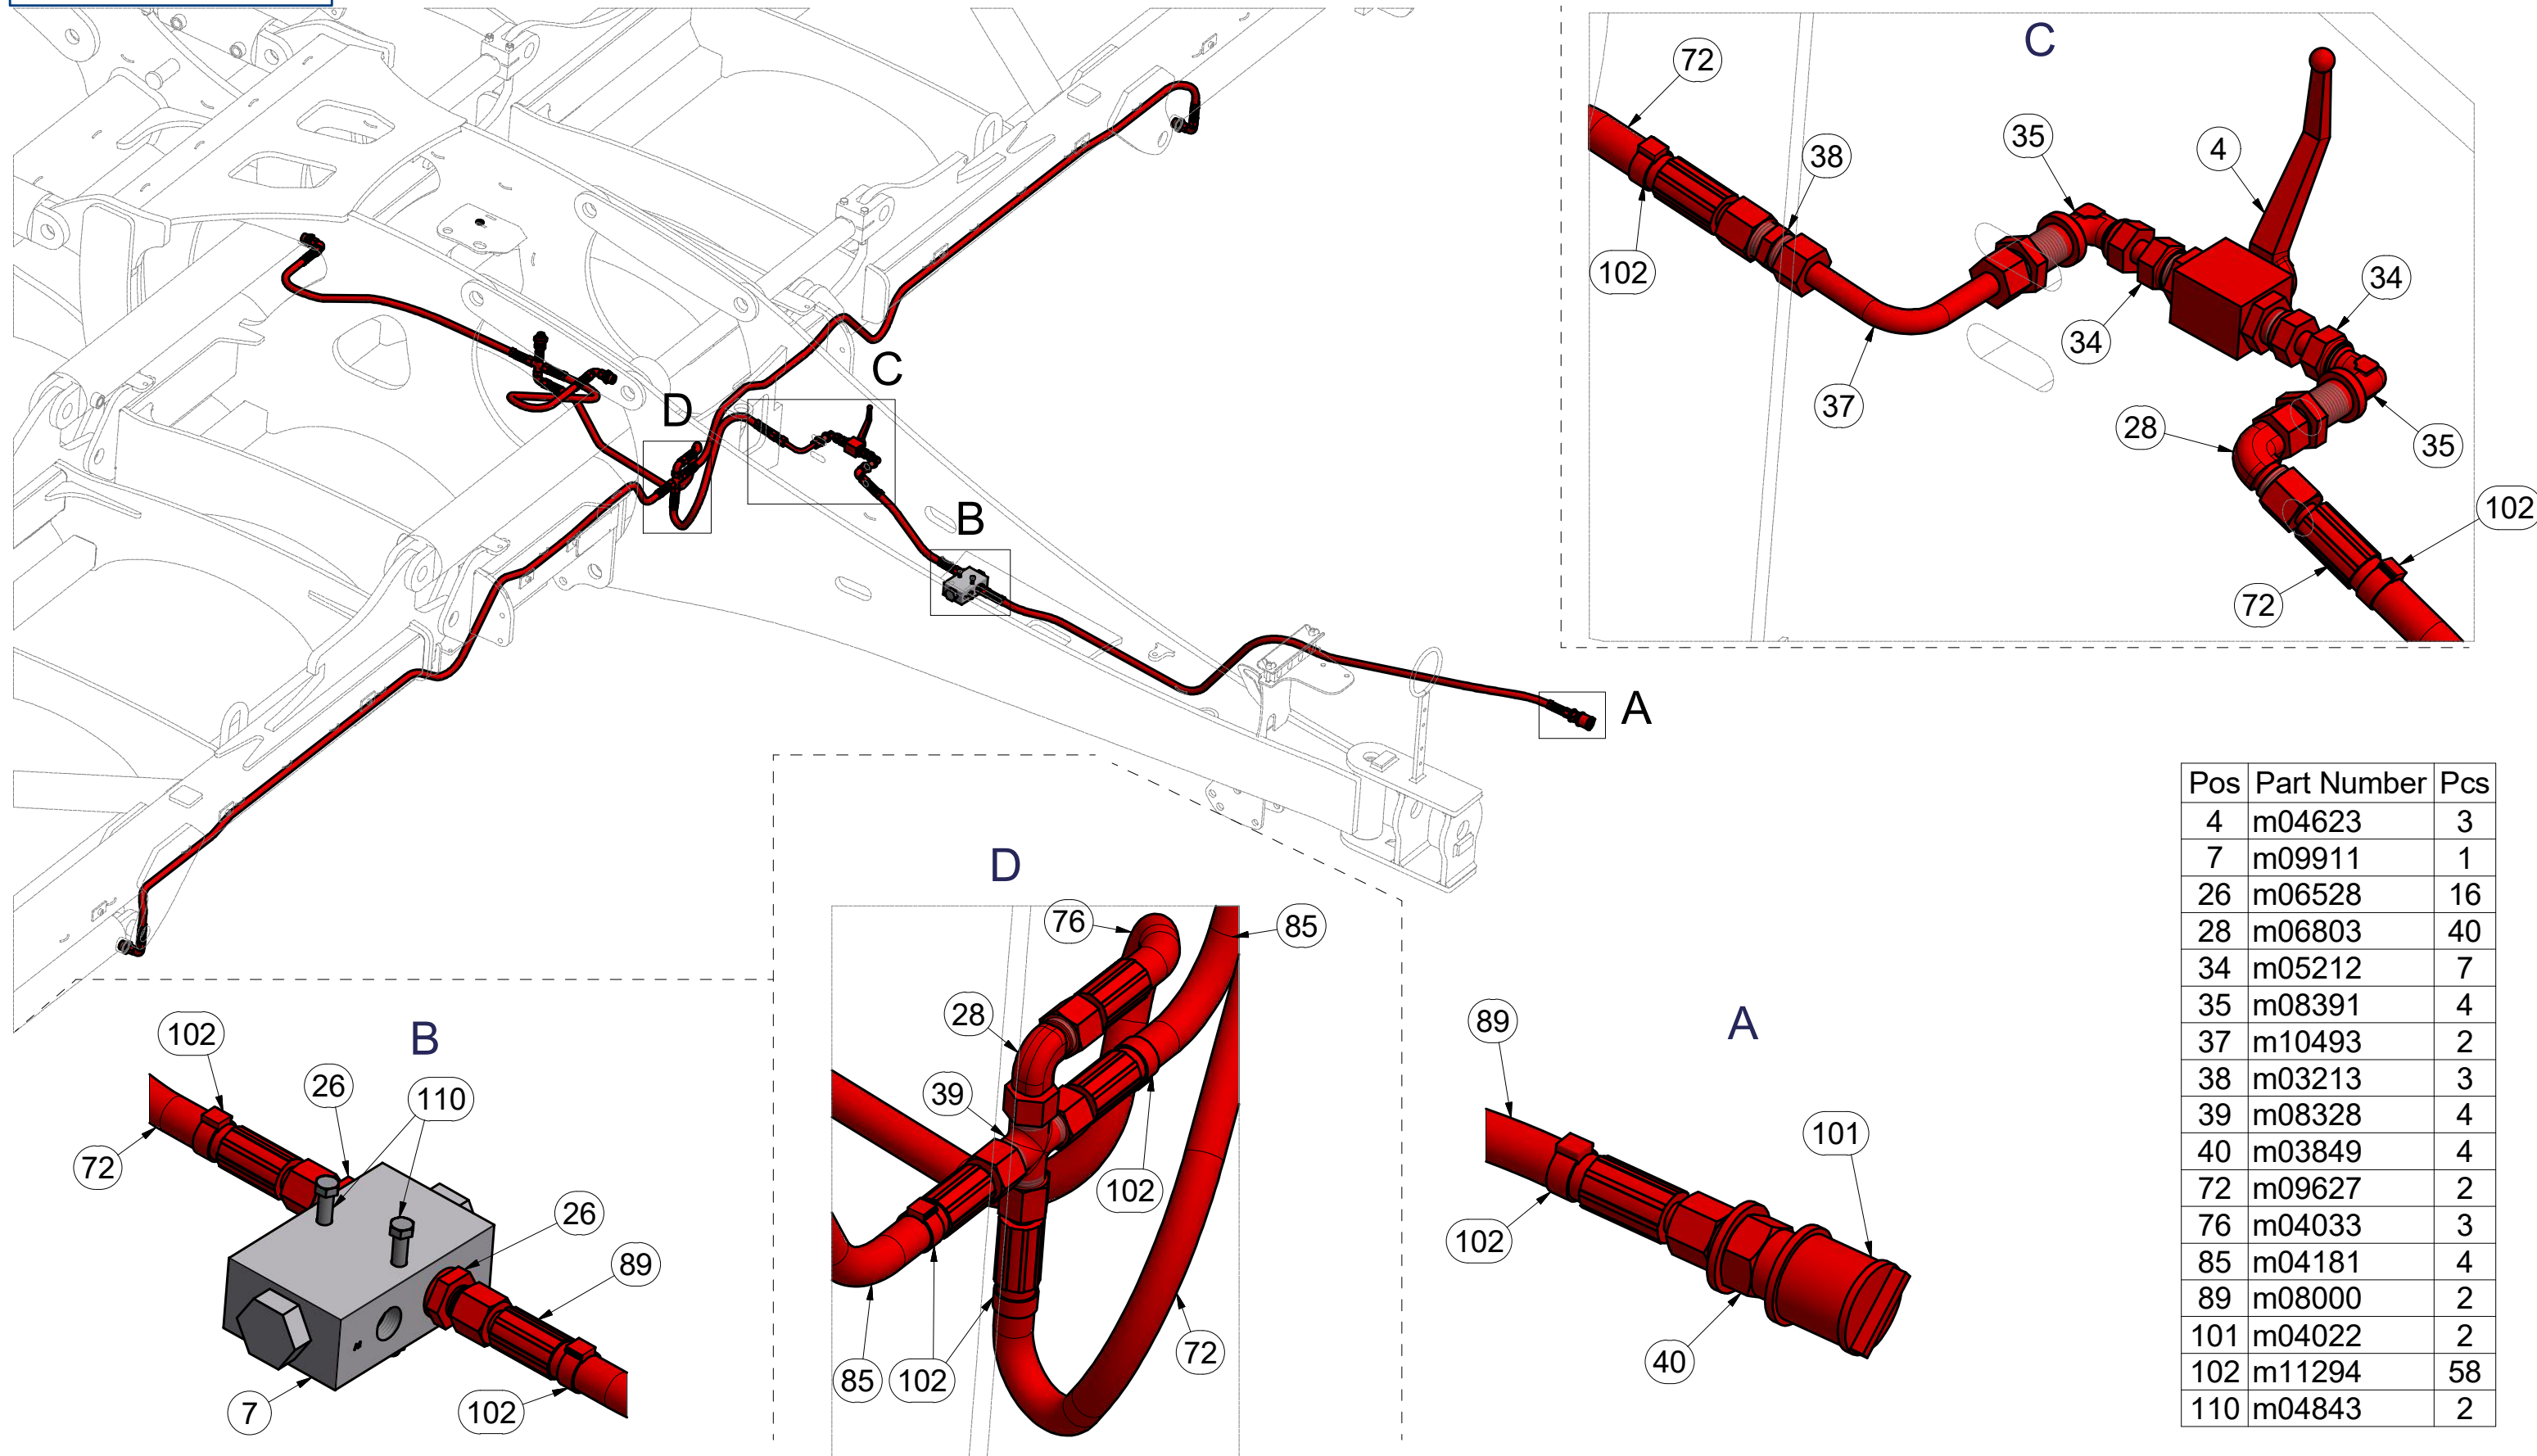 C
72
38
35
4
102
34
34
37
28
35
102
72
C
D
B
A
Pos Part Number Pcs
4 m04623 3
7 m09911 1
26 m06528 16
28 m06803 40
34 m05212 7
35 m08391 4
37 m10493 2
38 m03213 3
39 m08328 4
40 m03849 4
72 m09627 2
76 m04033 3
85 m04181 4
89 m08000 2
101 m04022 2
102 m11294 58
110 m04843 2
D
76
85
28
39
102
72
85
102
B
102
26
110
72
26
89
7
102
A
89
101
102
40